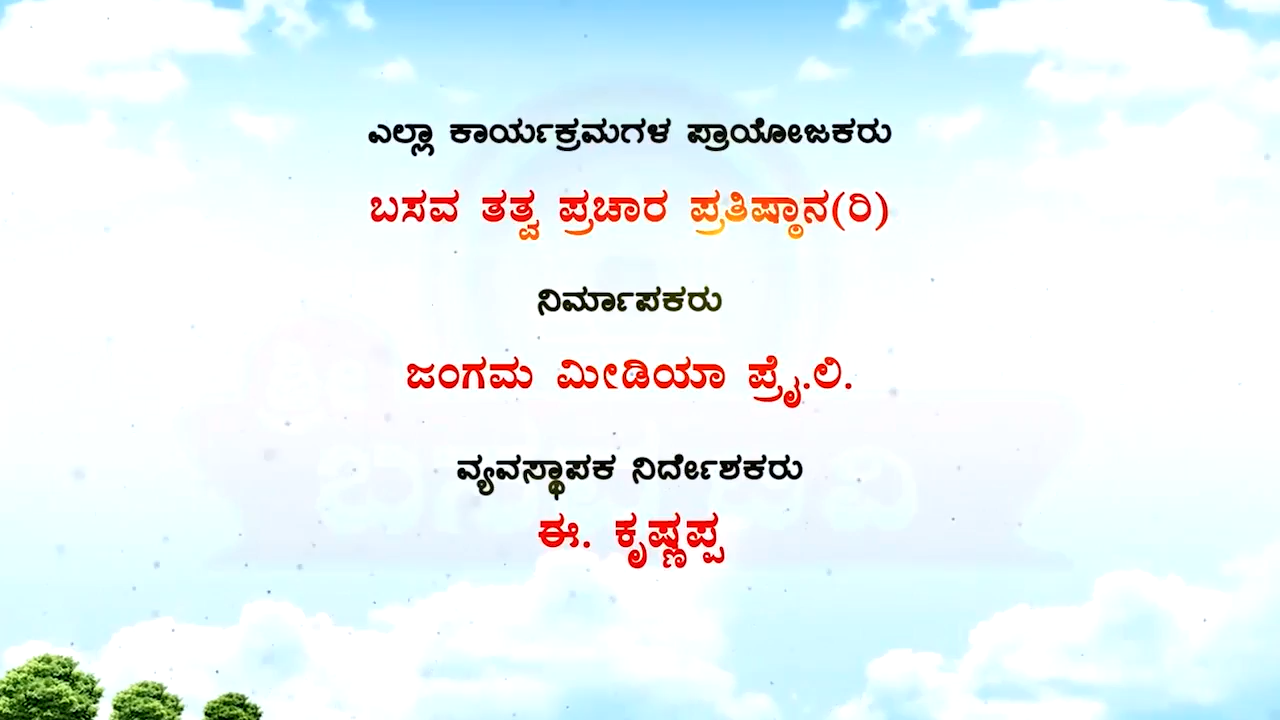 ಎಲ್ಲಾ ಕಾರ್ಯಕ್ರಮಗಳ ಪ್ರಾಯೋಜಕರು
ಬಸವ ತತ್ವ ಪ್ರಚಾರ ಪ್ರತಿಷ್ಠಾನ(ರಿ)
ನಿರ್ಮಾಪಕರು
ಜಂಗಮ ಮೀಡಿಯಾ ಪ್ರೈ.ಲಿ.
ವ್ಯವಸ್ಥಾಪಕ ನಿರ್ದೇಶಕರು
ಈ. ಕೃಷ್ಣಪ್ಪ